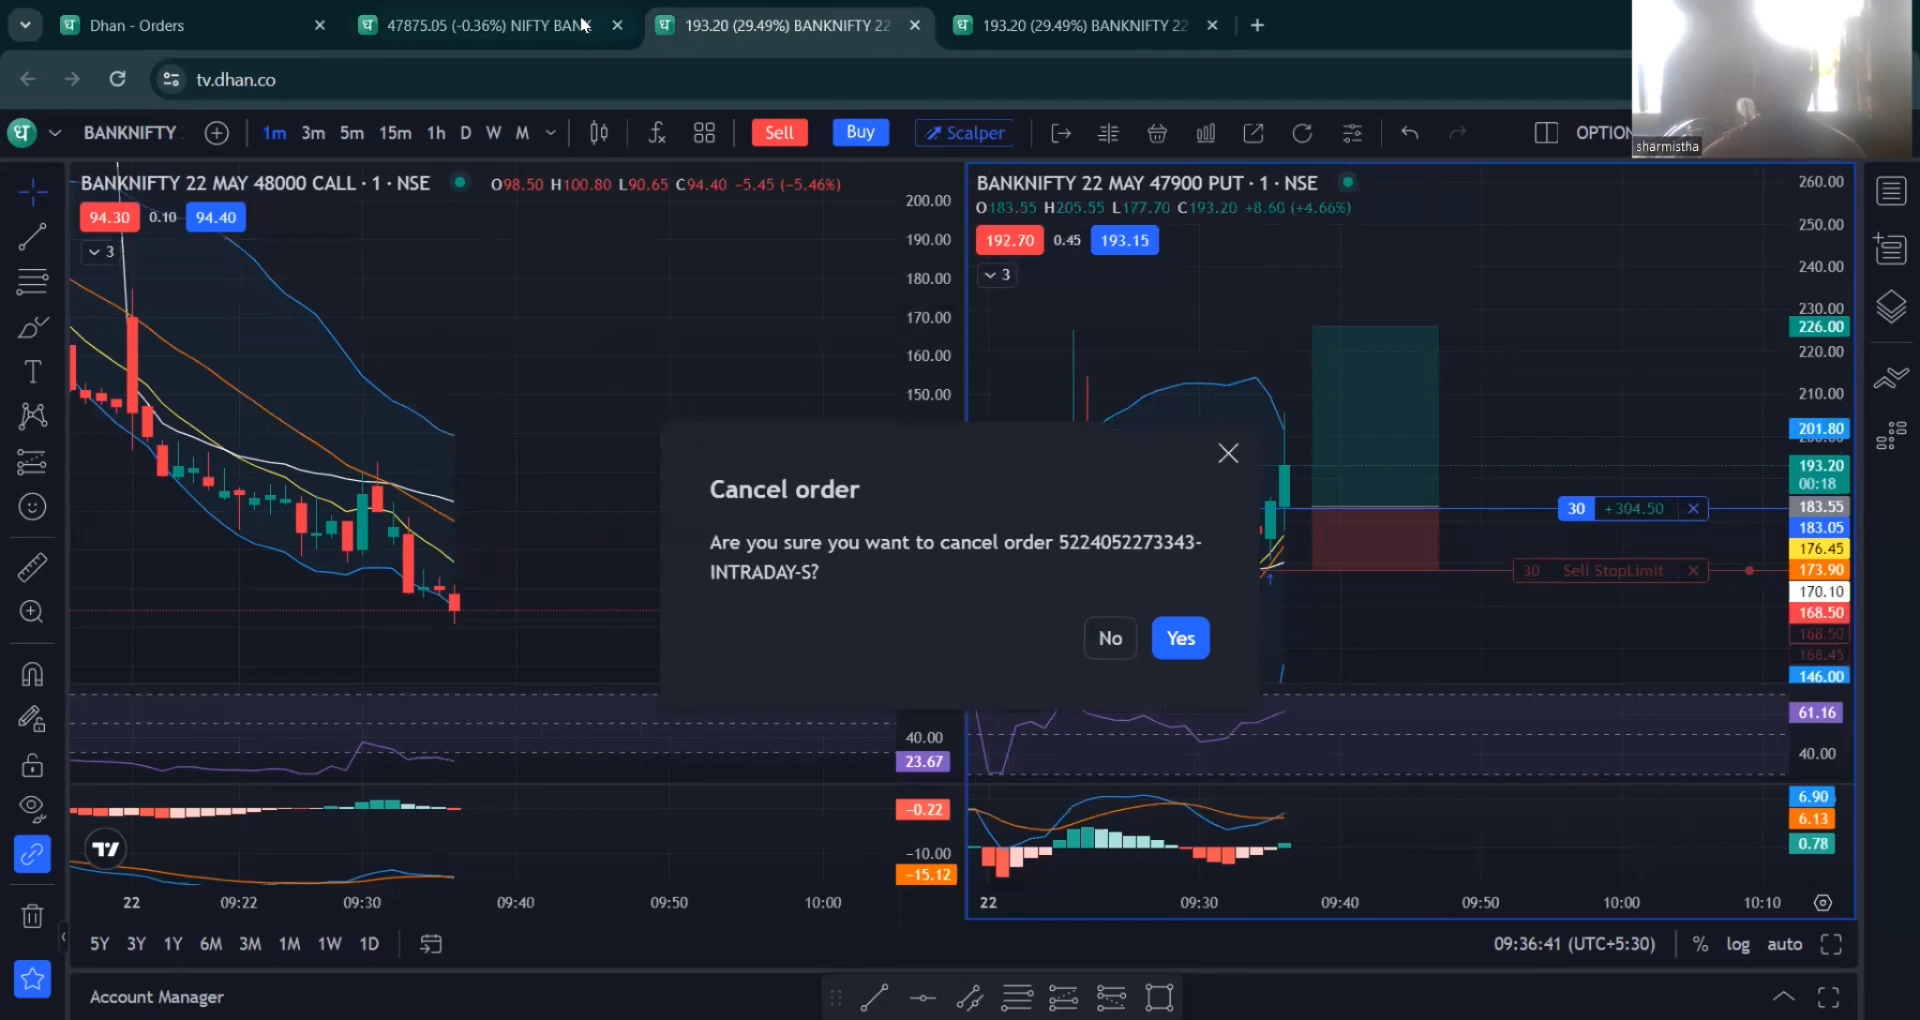 Dhan - Orders
47875.05 (-0.36%) NIFTY BANK
193.20 (29.49%) BANKNIFTY 22
193.20 (29.49%) BANKNIFTY 22
tv.dhan.co
sharmistha
ध
BANKNIFTY
1m 3m 5m 15m 1h D W M
Sell
Buy
Scalper
OPTION
BANKNIFTY 22 MAY 48000 CALL · 1 · NSE
O98.50 H100.80 L90.65 C94.40 -5.45 (-5.46%)
94.30 0.10 94.40
3
200.00
190.00
180.00
170.00
160.00
150.00
40.00
23.67
-0.22
-10.00
-15.12
22 09:22 09:30 09:40 09:50 10:00
BANKNIFTY 22 MAY 47900 PUT · 1 · NSE
O183.55 H205.55 L177.70 C193.20 +8.60 (+4.66%)
192.70 0.45 193.15
3
260.00
250.00
240.00
230.00
226.00
220.00
210.00
201.80
193.20
00:18
183.55
183.05
176.45
173.90
170.10
168.50
168.50
168.45
146.00
30 +304.50
30 Sell StopLimit
61.16
40.00
6.90
6.13
0.78
22 09:30 09:40 09:50 10:00 10:10
Cancel order
Are you sure you want to cancel order 5224052273343-
INTRADAY-S?
No
Yes
5Y 3Y 1Y 6M 3M 1M 1W 1D
09:36:41 (UTC+5:30) % log auto
Account Manager